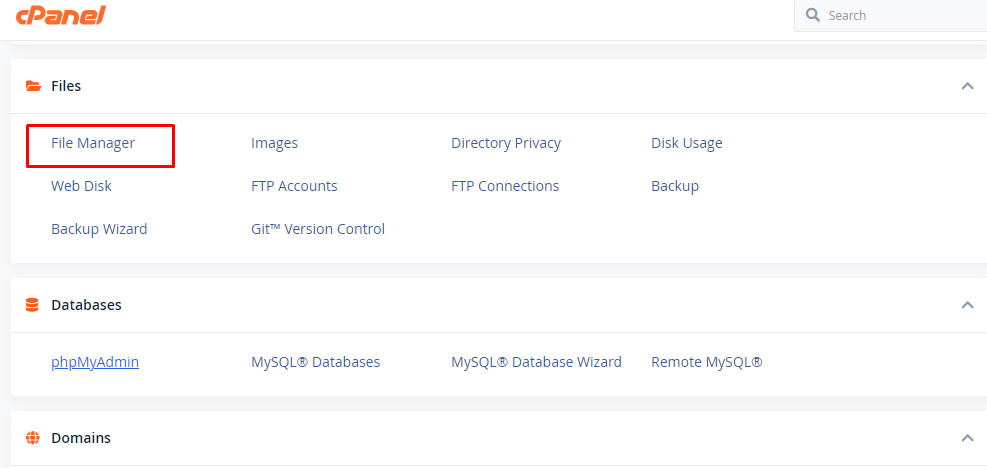 cPanel
Search
Files
File Manager Images Directory Privacy Disk Usage
Web Disk FTP Accounts FTP Connections Backup
Backup Wizard Git™ Version Control
Databases
phpMyAdmin MySQL® Databases MySQL® Database Wizard Remote MySQL®
Domains